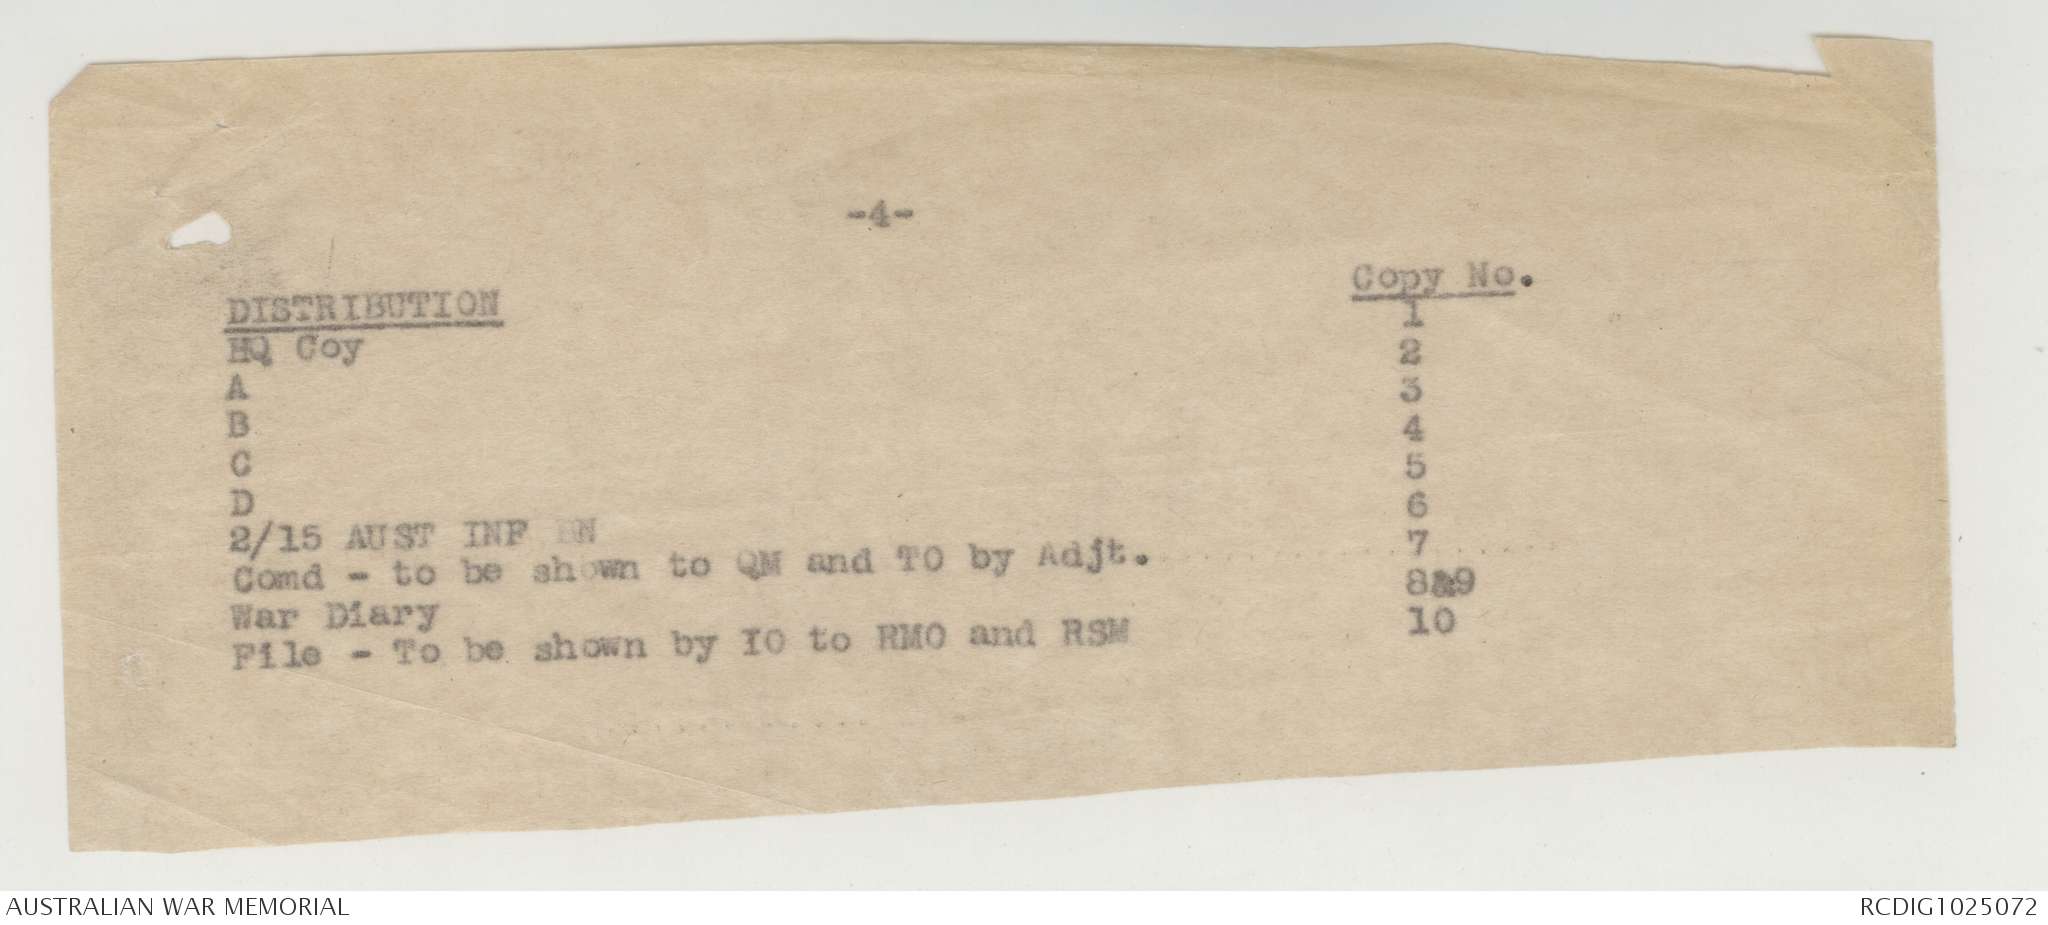 -4-
DISTRIBUTION Copy No.
HQ Coy 1
A 2
B 3
C 4
D 5
2/15 AUST INF BN 6
Comd - to be shown to QM and TO by Adjt. 7
War Diary 8&9
File - To be shown by IO to RMO and RSM 10
AUSTRALIAN WAR MEMORIAL RCDIG1025072